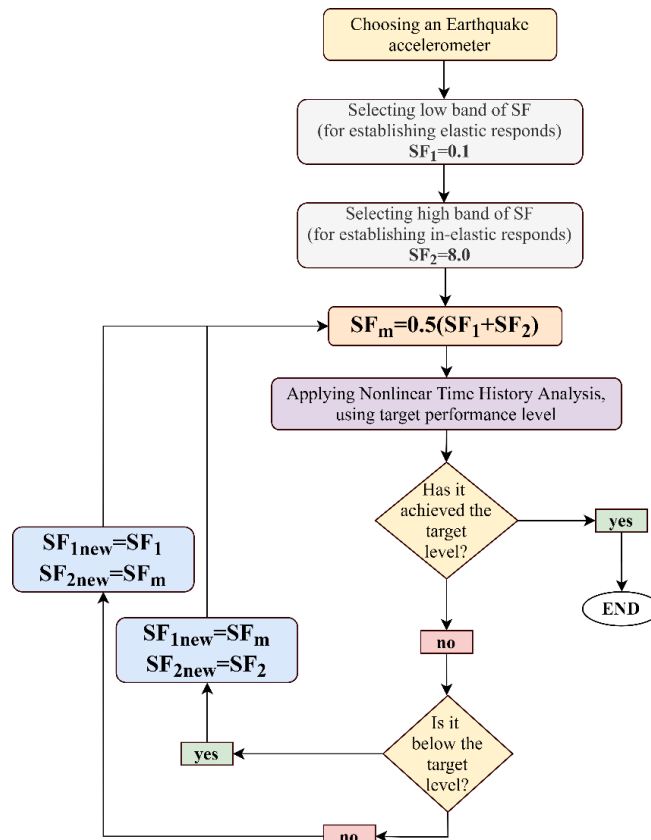 Choosing an Earthquake
accelerometer
Selecting low band of SF
(for establishing elastic responds)
SF₁=0.1
Selecting high band of SF
(for establishing in-elastic responds)
SF₂=8.0
SFₘ=0.5(SF₁+SF₂)
Applying Nonlinear Time History Analysis,
using target performance level
Has it
achieved the
target
level?
yes
END
no
SF₁new=SF₁
SF₂new=SFₘ
SF₁new=SFₘ
SF₂new=SF₂
Is it
below the
target
level?
yes
no